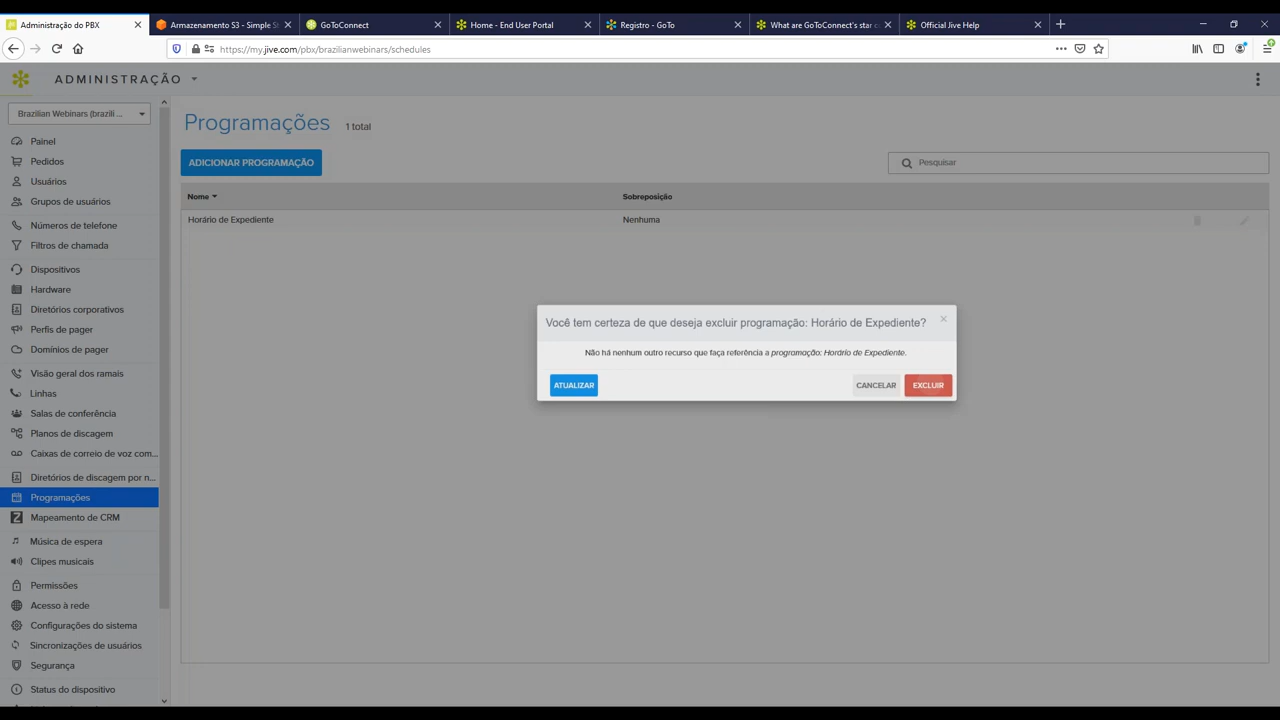 Administração do PBX
Armazenamento S3 - Simple S
GoToConnect
Home - End User Portal
Registro - GoTo
What are GoToConnect's star c
Official Jive Help
https://my.jive.com/pbx/brazilianwebinars/schedules
ADMINISTRAÇÃO
Brazilian Webinars (brazili ...
Painel
Pedidos
Usuários
Grupos de usuários
Números de telefone
Filtros de chamada
Dispositivos
Hardware
Diretórios corporativos
Perfis de pager
Domínios de pager
Visão geral dos ramais
Linhas
Salas de conferência
Planos de discagem
Caixas de correio de voz com...
Diretórios de discagem por n...
Programações
Mapeamento de CRM
Música de espera
Clipes musicais
Permissões
Acesso à rede
Configurações do sistema
Sincronizações de usuários
Segurança
Status do dispositivo
Programações 1 total
ADICIONAR PROGRAMAÇÃO
Pesquisar
Nome Sobreposição
Horário de Expediente Nenhuma
Você tem certeza de que deseja excluir programação: Horário de Expediente?
Não há nenhum outro recurso que faça referência a programação: Horário de Expediente.
ATUALIZAR CANCELAR EXCLUIR